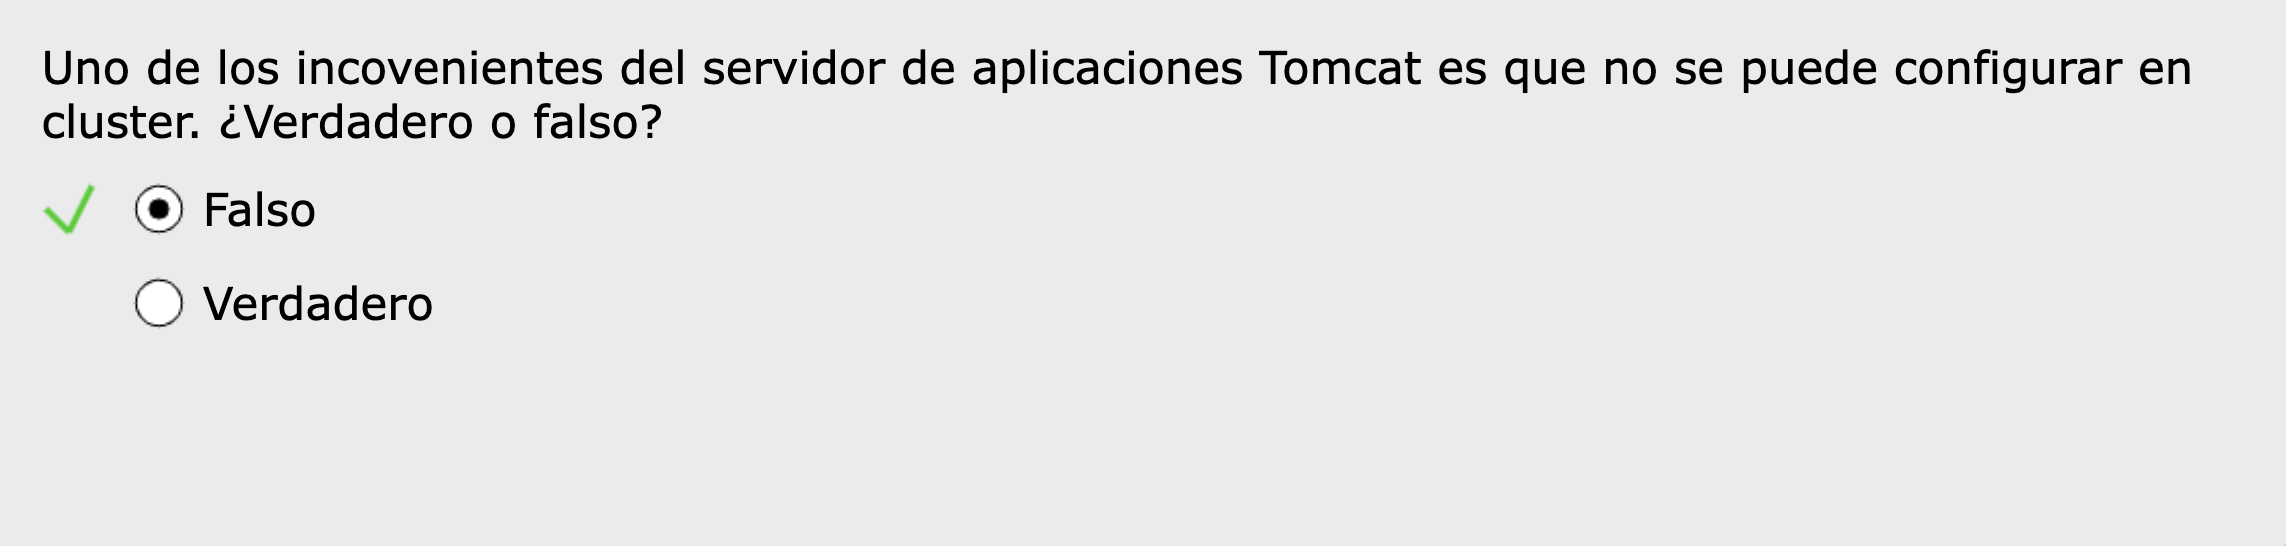 Uno de los incovenientes del servidor de aplicaciones Tomcat es que no se puede configurar en
cluster. ¿Verdadero o falso?
Falso
Verdadero